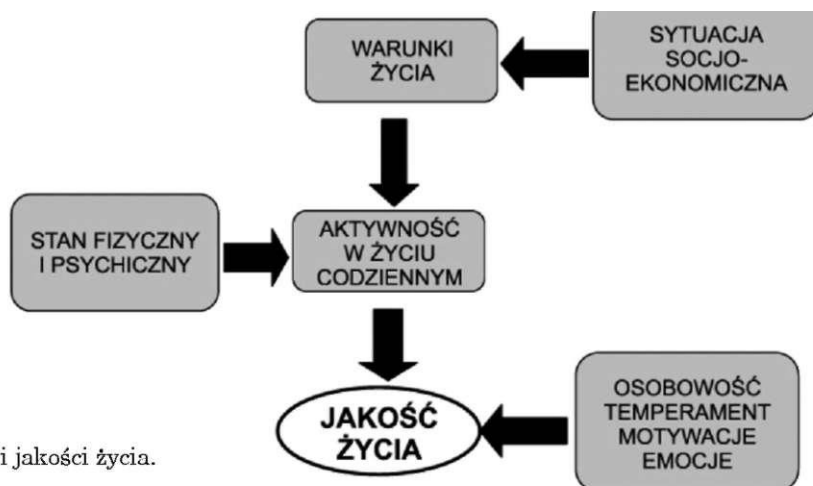 WARUNKI
ŻYCIA
SYTUACJA
SOCJO-
EKONOMICZNA
STAN FIZYCZNY
I PSYCHICZNY
AKTYWNOŚĆ
W ŻYCIU
CODZIENNYM
JAKOŚĆ
ŻYCIA
OSOBOWOŚĆ
TEMPERAMENT
MOTYWACJE
EMOCJE
i jakości życia.